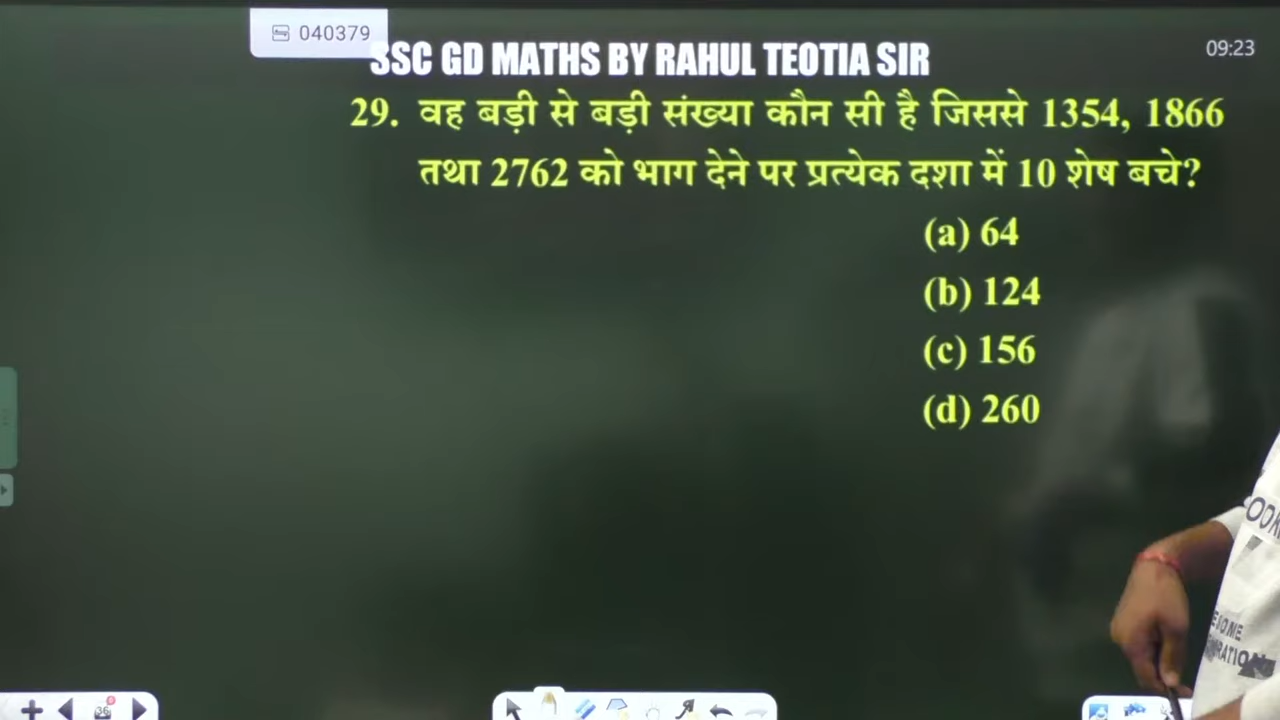 040379
SSC GD MATHS BY RAHUL TEOTIA SIR
09:23
29. वह बड़ी से बड़ी संख्या कौन सी है जिससे 1354, 1866
तथा 2762 को भाग देने पर प्रत्येक दशा में 10 शेष बचे?
(a) 64
(b) 124
(c) 156
(d) 260
36